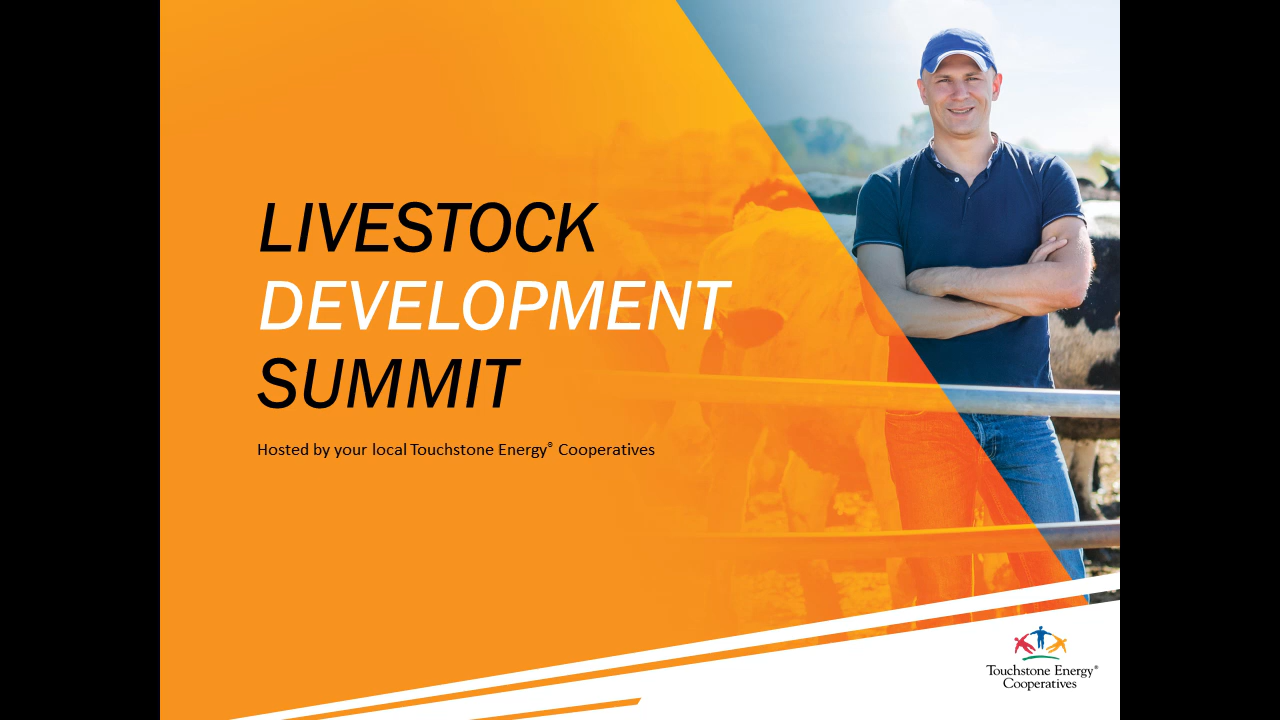 LIVESTOCK
DEVELOPMENT
SUMMIT
Hosted by your local Touchstone Energy® Cooperatives
Touchstone Energy®
Cooperatives